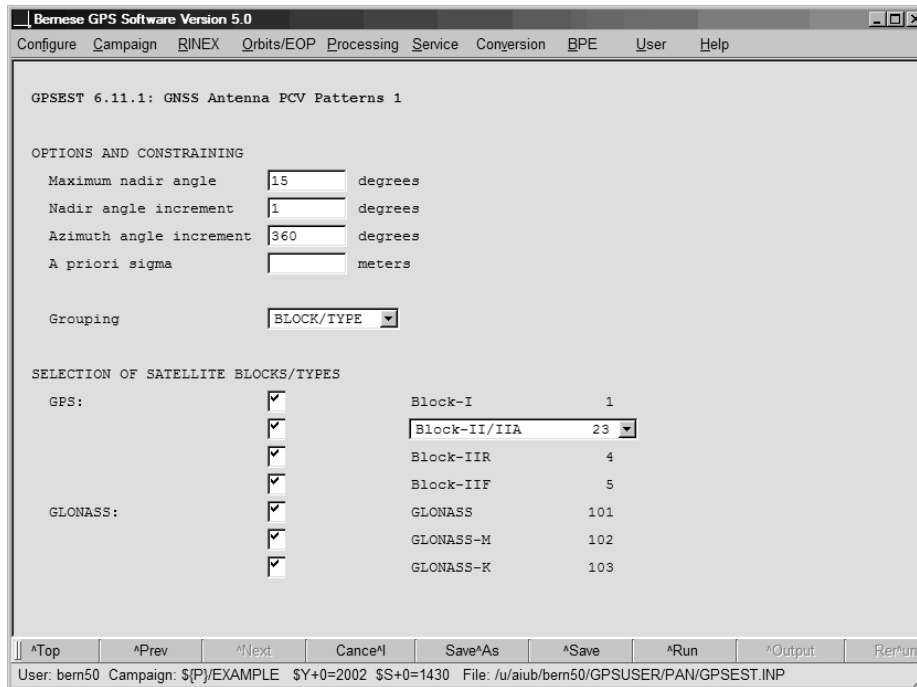 Bernese GPS Software Version 5.0
Configure Campaign RINEX Orbits/EOP Processing Service Conversion BPE User Help
GPSEST 6.11.1: GNSS Antenna PCV Patterns 1
OPTIONS AND CONSTRAINING
Maximum nadir angle 15 degrees
Nadir angle increment 1 degrees
Azimuth angle increment 360 degrees
A priori sigma meters
Grouping BLOCK/TYPE
SELECTION OF SATELLITE BLOCKS/TYPES
GPS: Block-I 1
Block-II/IIA 23
Block-IIR 4
Block-IIF 5
GLONASS: GLONASS 101
GLONASS-M 102
GLONASS-K 103
^Top ^Prev ^Next Cance^l Save^As ^Save ^Run ^Output Rer^un
User: bern50 Campaign: ${P}/EXAMPLE $Y+0=2002 $S+0=1430 File: /u/aiub/bern50/GPSUSER/PAN/GPSEST.INP